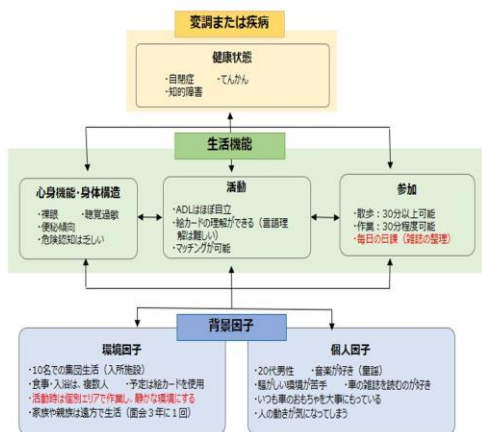 変調または疾病
健康状態
・自閉症　・てんかん
・知的障害
生活機能
心身機能・身体構造
・裸眼　・聴覚過敏
・便秘傾向
・危険認知は乏しい
活動
・ADLはほぼ自立
・絵カードの理解ができる（言語理
解は難しい）
・マッチングが可能
参加
・散歩：30分以上可能
・作業：30分程度可能
・毎日の日課（雑誌の整理）
背景因子
環境因子
・10名での集団生活（入所施設）
・食事・入浴は、複数人　・予定は絵カードを使用
・活動時は個別エリアで作業し、静かな環境にする
・家族や親族は遠方で生活（面会３年に１回）
個人因子
・20代男性　・音楽が好き（童謡）
・騒がしい環境が苦手　・車の雑誌を読むのが好き
・いつも車のおもちゃを大事にもっている
・人の動きが気になってしまう